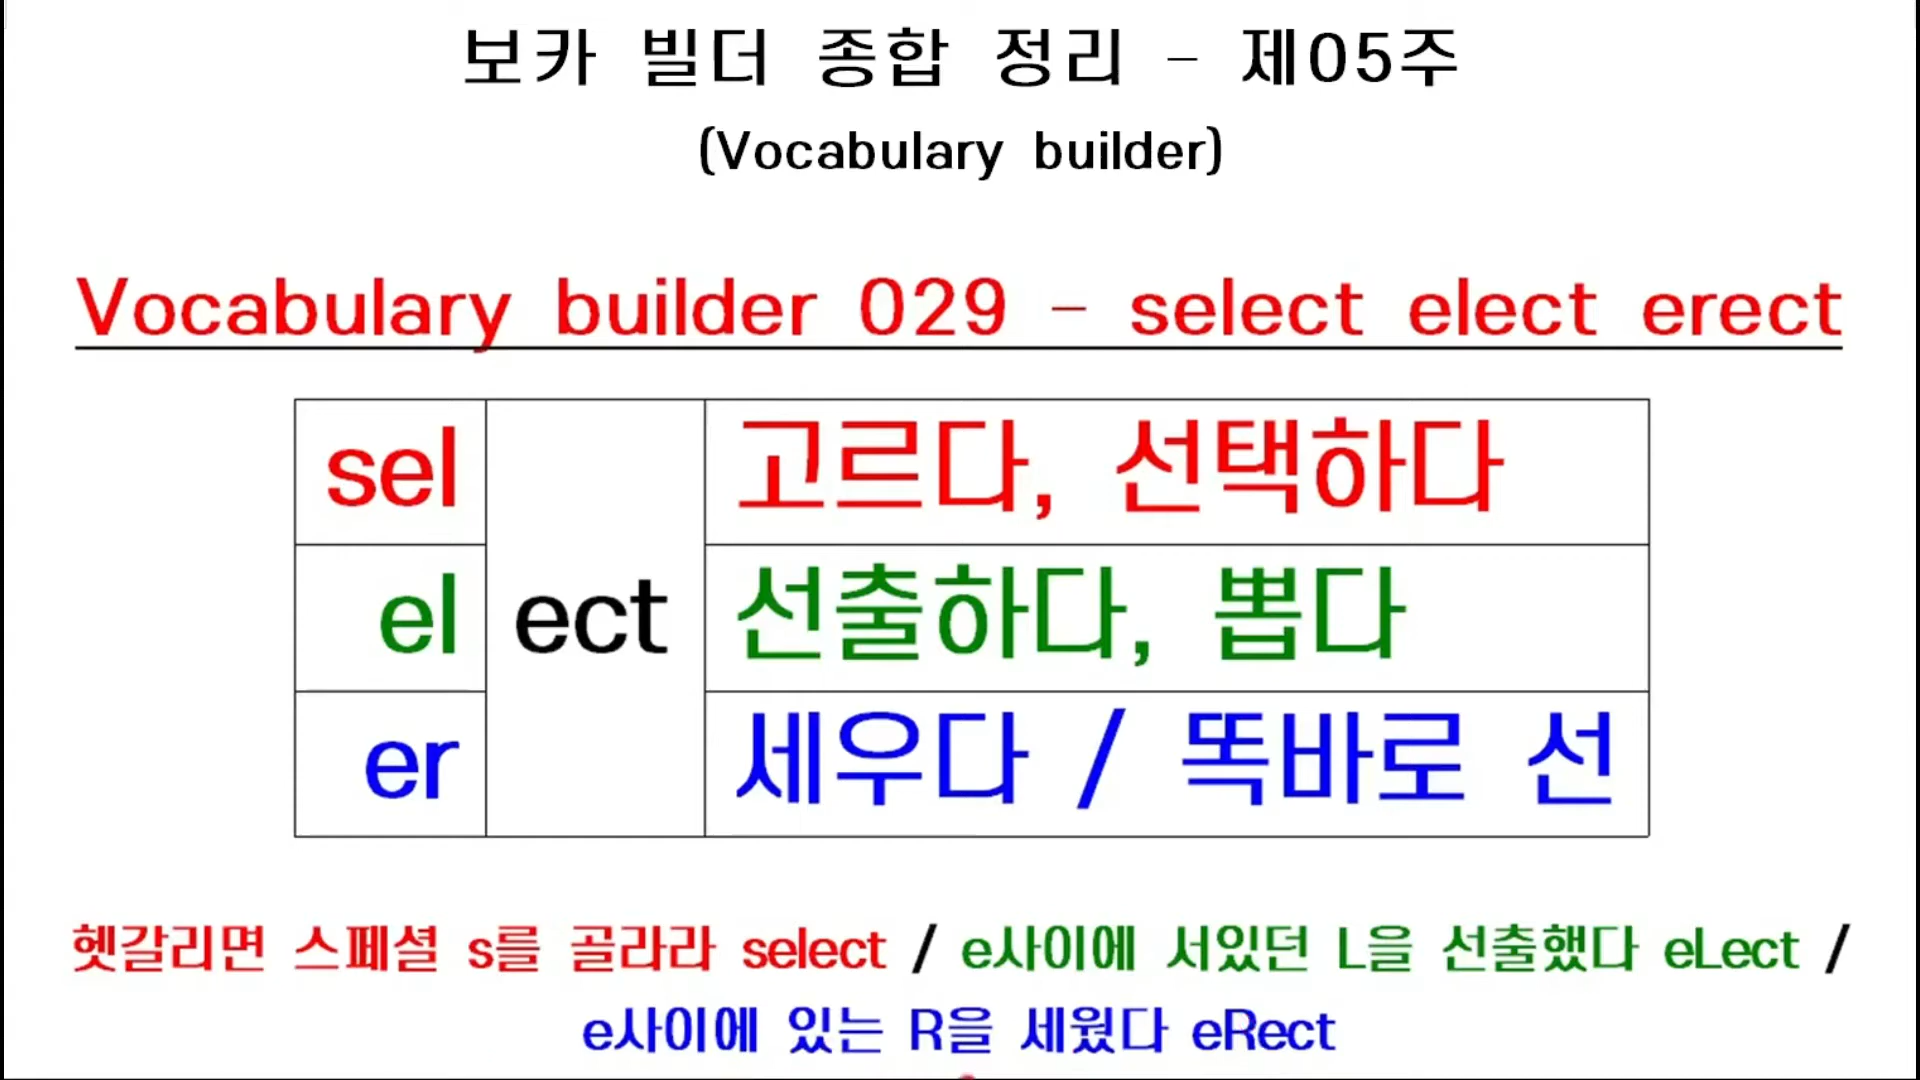 보카 빌더 종합 정리 - 제05주
(Vocabulary builder)
Vocabulary builder 029 - select elect erect
sel 고르다, 선택하다
el ect 선출하다, 뽑다
er 세우다 / 똑바로 선
헷갈리면 스페셜 s를 골라라 select / e사이에 서있던 L을 선출했다 eLect /
e사이에 있는 R을 세웠다 eRect